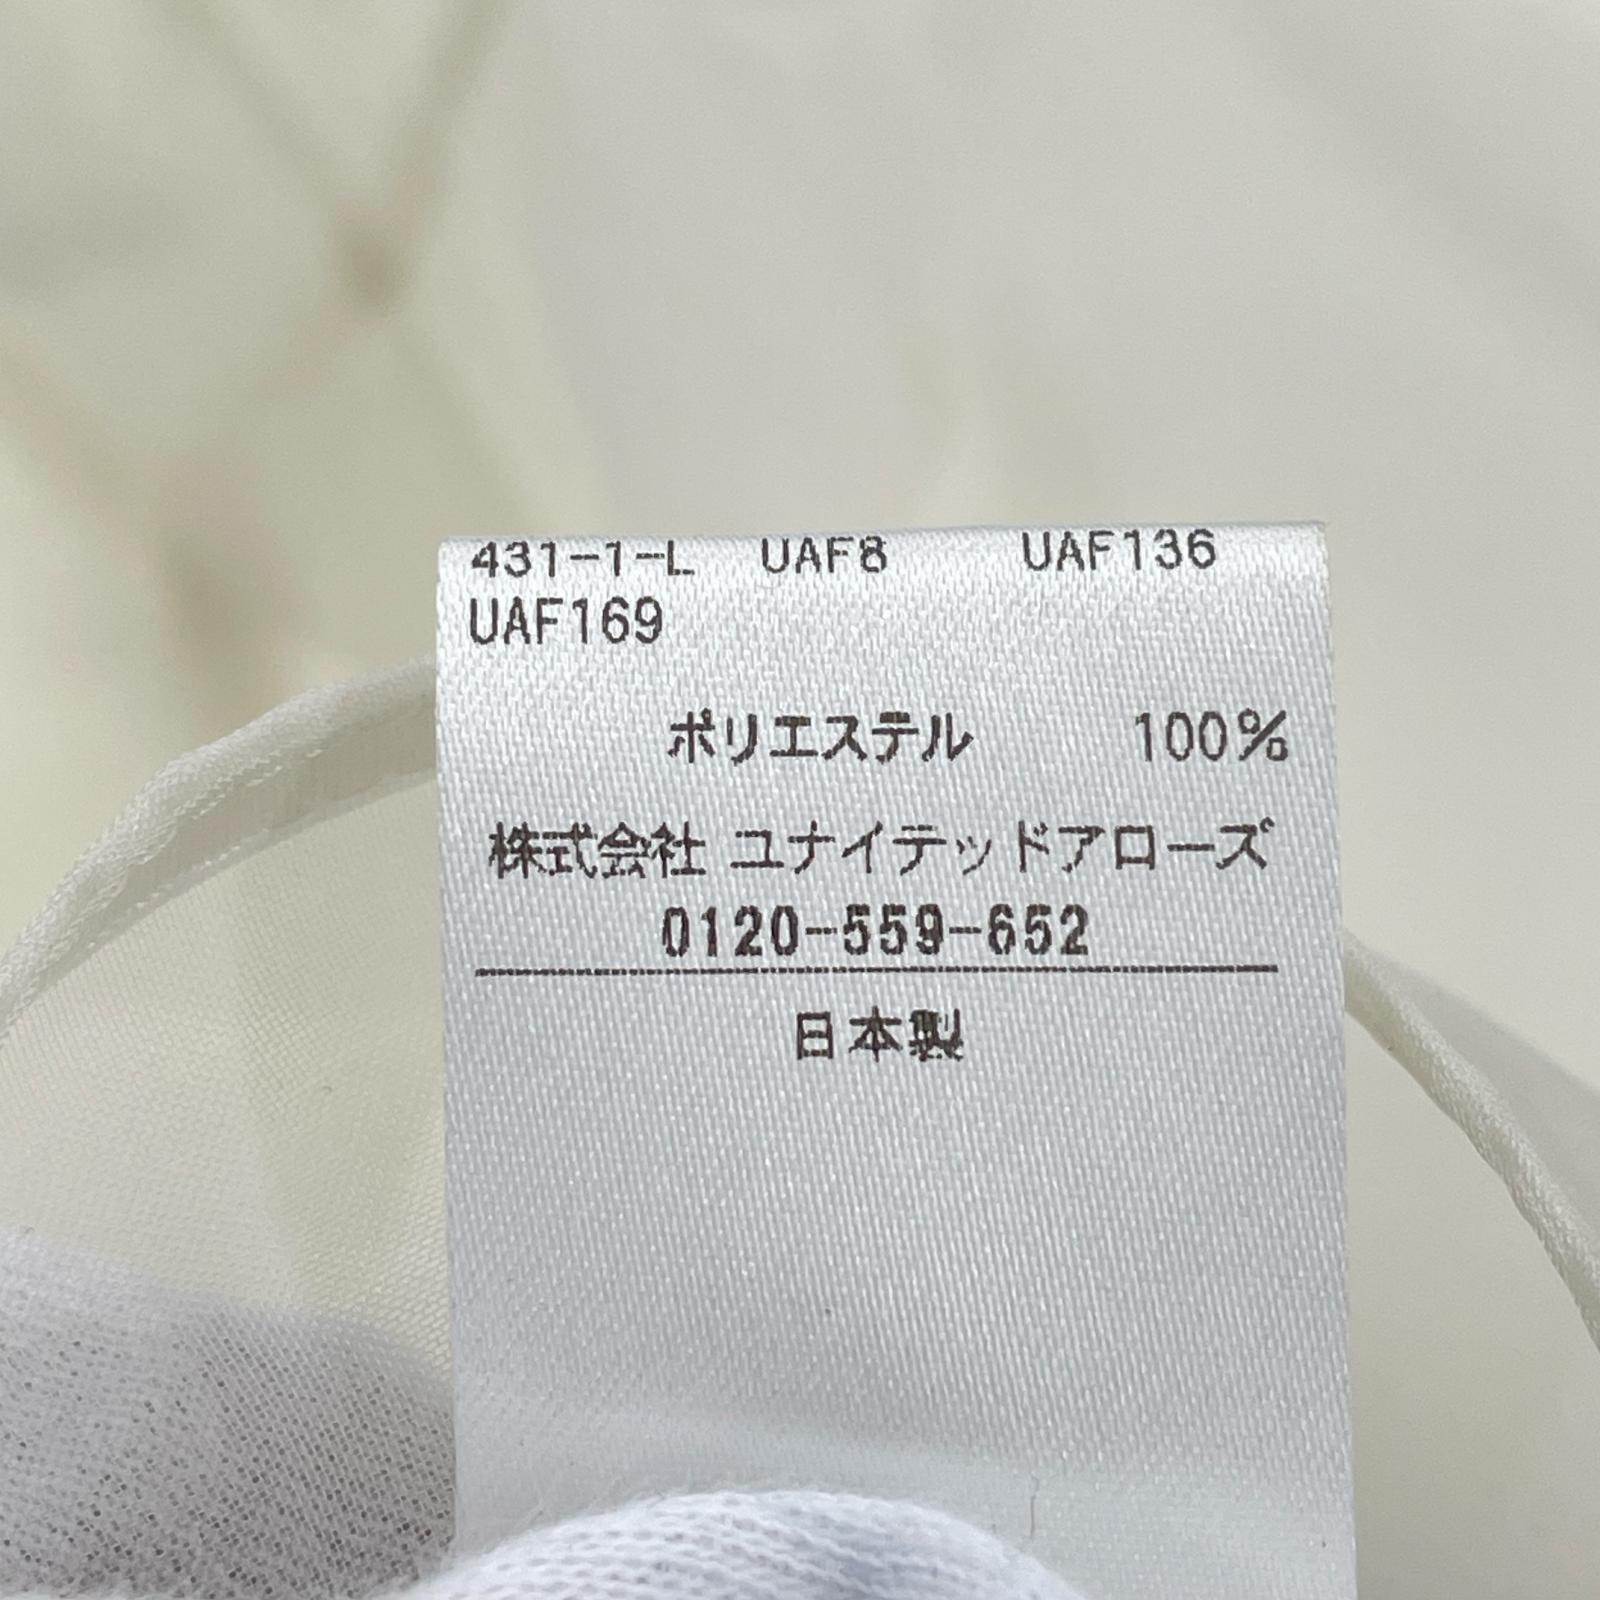 431-1-L UAF8 UAF136
UAF169
ポリエステル 100%
株式会社 ユナイテッドアローズ
0120-559-652
日本製